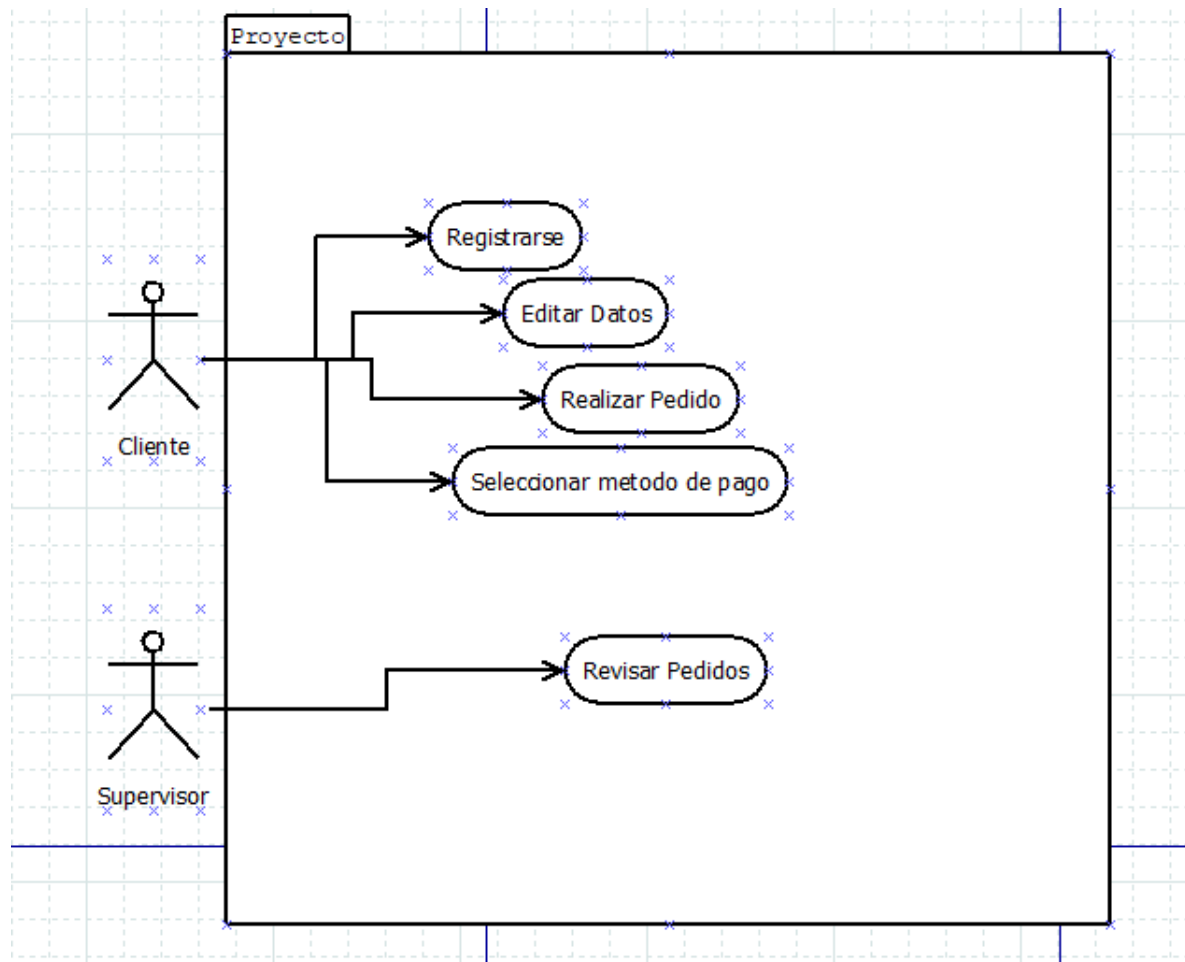 Proyecto
Registrarse
Editar Datos
Realizar Pedido
Cliente
Seleccionar metodo de pago
Revisar Pedidos
Supervisor